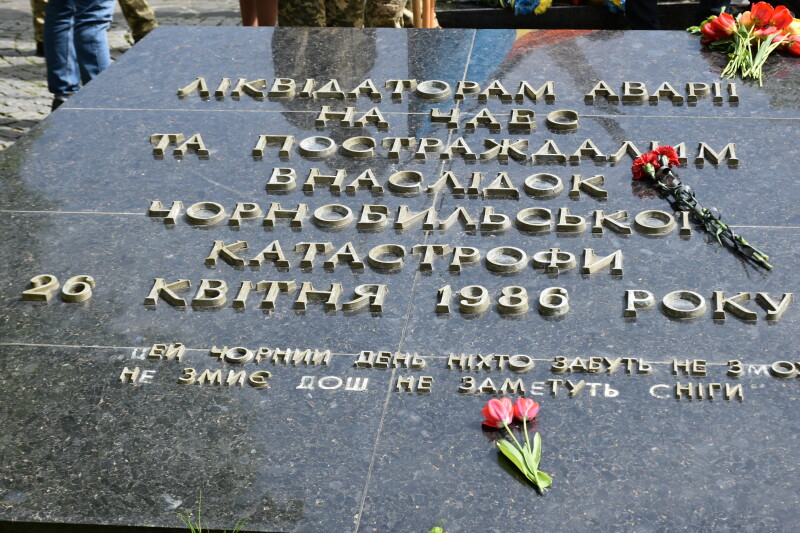 ЛІКВІДАТОРАМ АВАРІЇ
НА ЧАЕС
ТА ПОСТРАЖДАЛИМ
ВНАСЛІДОК
ЧОРНОБИЛЬСЬКОЇ
КАТАСТРОФИ
26 КВІТНЯ 1986 РОКУ
ЦЕЙ ЧОРНИЙ ДЕНЬ НІХТО ЗАБУТЬ НЕ
НЕ ЗМИЄ ДОШ НЕ ЗАМЕТУТЬ СНІГИ